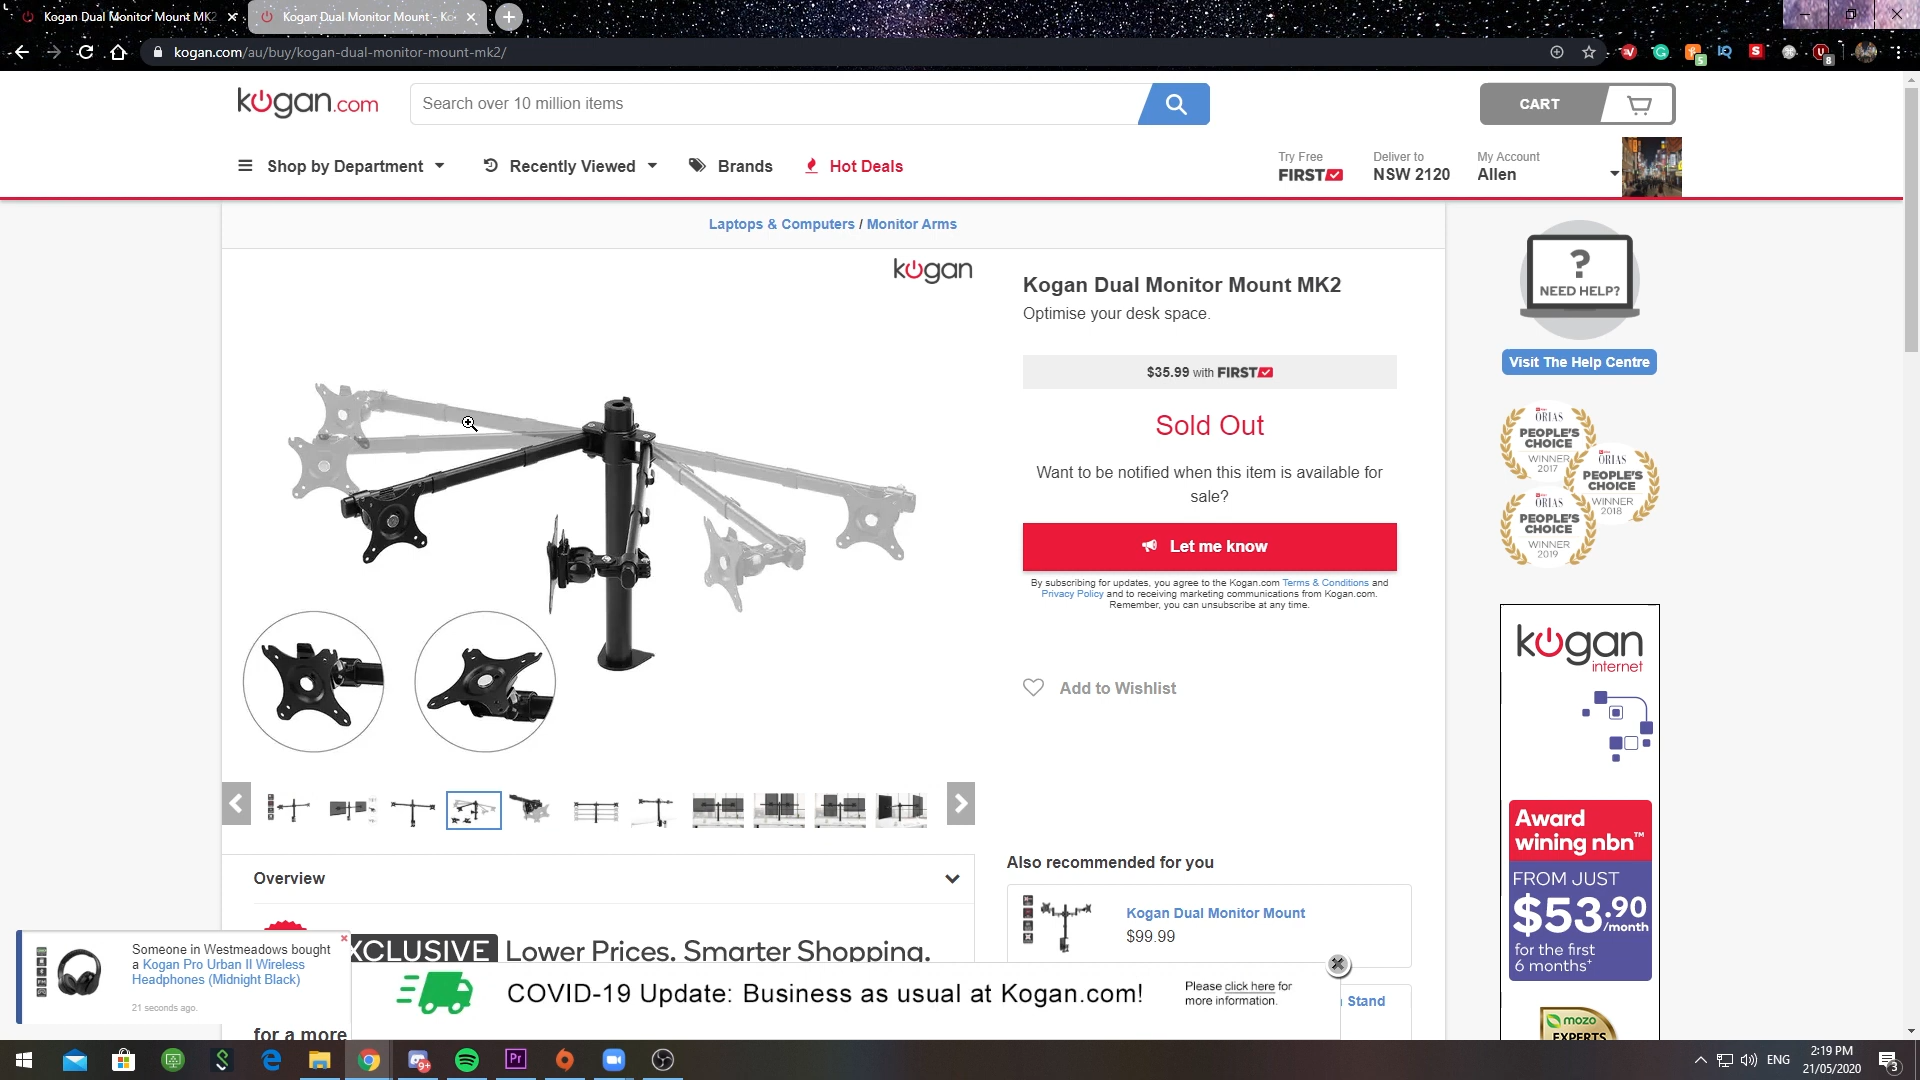 Kogan Dual Monitor Mount MK2
Kogan Dual Monitor Mount - Ko
kogan.com/au/buy/kogan-dual-monitor-mount-mk2/
5
8
kogan.com
Search over 10 million items
CART
Shop by Department
Recently Viewed
Brands
Hot Deals
Try Free
FIRST
Deliver to
NSW 2120
My Account
Allen
Laptops & Computers / Monitor Arms
kogan
Kogan Dual Monitor Mount MK2
Optimise your desk space.
$35.99 with FIRST
Sold Out
Want to be notified when this item is available for
sale?
Let me know
By subscribing for updates, you agree to the Kogan.com Terms & Conditions and
Privacy Policy and to receiving marketing communications from Kogan.com.
Remember, you can unsubscribe at any time.
Add to Wishlist
?
NEED HELP?
Visit The Help Centre
ORIAS
PEOPLE'S
CHOICE
WINNER
2017
ORIAS
PEOPLE'S
CHOICE
WINNER
2018
ORIAS
PEOPLE'S
CHOICE
WINNER
2019
kogan
internet
Award
wining nbn™
FROM JUST
$53.90
/month
for the first
6 months+
mozo
EXPERTS
Overview
XCLUSIVE Lower Prices. Smarter Shopping.
for a more
Also recommended for you
Kogan Dual Monitor Mount
$99.99
Stand
Someone in Westmeadows bought
a Kogan Pro Urban II Wireless
Headphones (Midnight Black)
21 seconds ago.
COVID-19 Update: Business as usual at Kogan.com!
Please click here for
more information.
9+
Pr
ENG
2:19 PM
21/05/2020
3